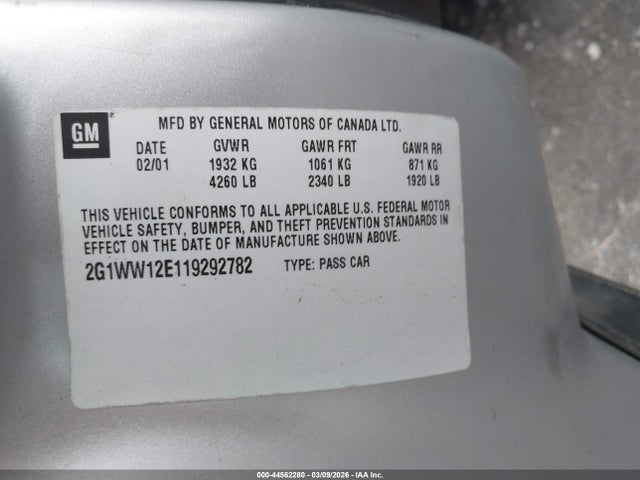 GM
MFD BY GENERAL MOTORS OF CANADA LTD.
DATE GVWR GAWR FRT GAWR RR
02/01 1932 KG 1061 KG 871 KG
4260 LB 2340 LB 1920 LB
THIS VEHICLE CONFORMS TO ALL APPLICABLE U.S. FEDERAL MOTOR
VEHICLE SAFETY, BUMPER, AND THEFT PREVENTION STANDARDS IN
EFFECT ON THE DATE OF MANUFACTURE SHOWN ABOVE.
2G1WW12E119292782 TYPE: PASS CAR
000-44562280 - 03/09/2026 - IAA Inc.